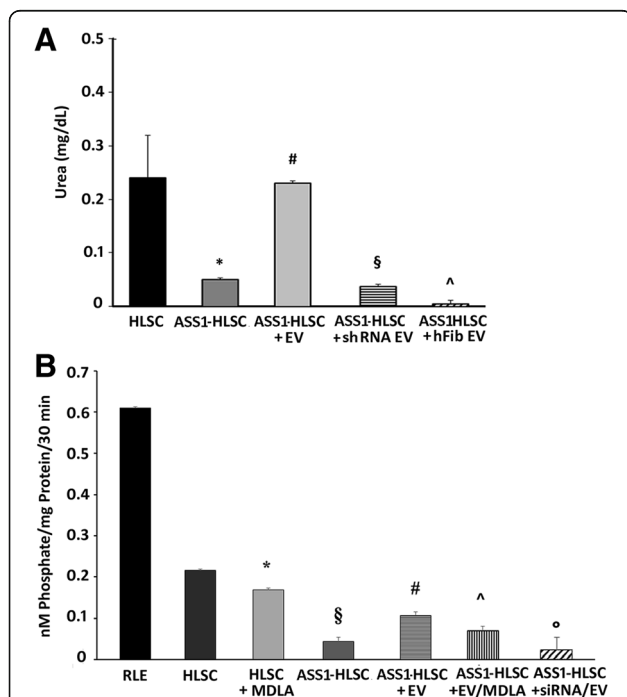 A
0.5
0.4
0.3
0.2
0.1
0
Urea (mg/dL)
*
#
§
^
HLSC ASS1-HLSC ASS1-HLSC ASS1-HLSC ASS1HLSC
+ EV +shRNA EV +hFib EV
B
0.7
0.6
0.5
0.4
0.3
0.2
0.1
0
nM Phosphate/mg Protein/30 min
*
§
#
^
o
RLE HLSC HLSC ASS1-HLSC ASS1-HLSC ASS1-HLSC ASS1-HLSC
+ MDLA + EV +EV/MDLA +siRNA/EV